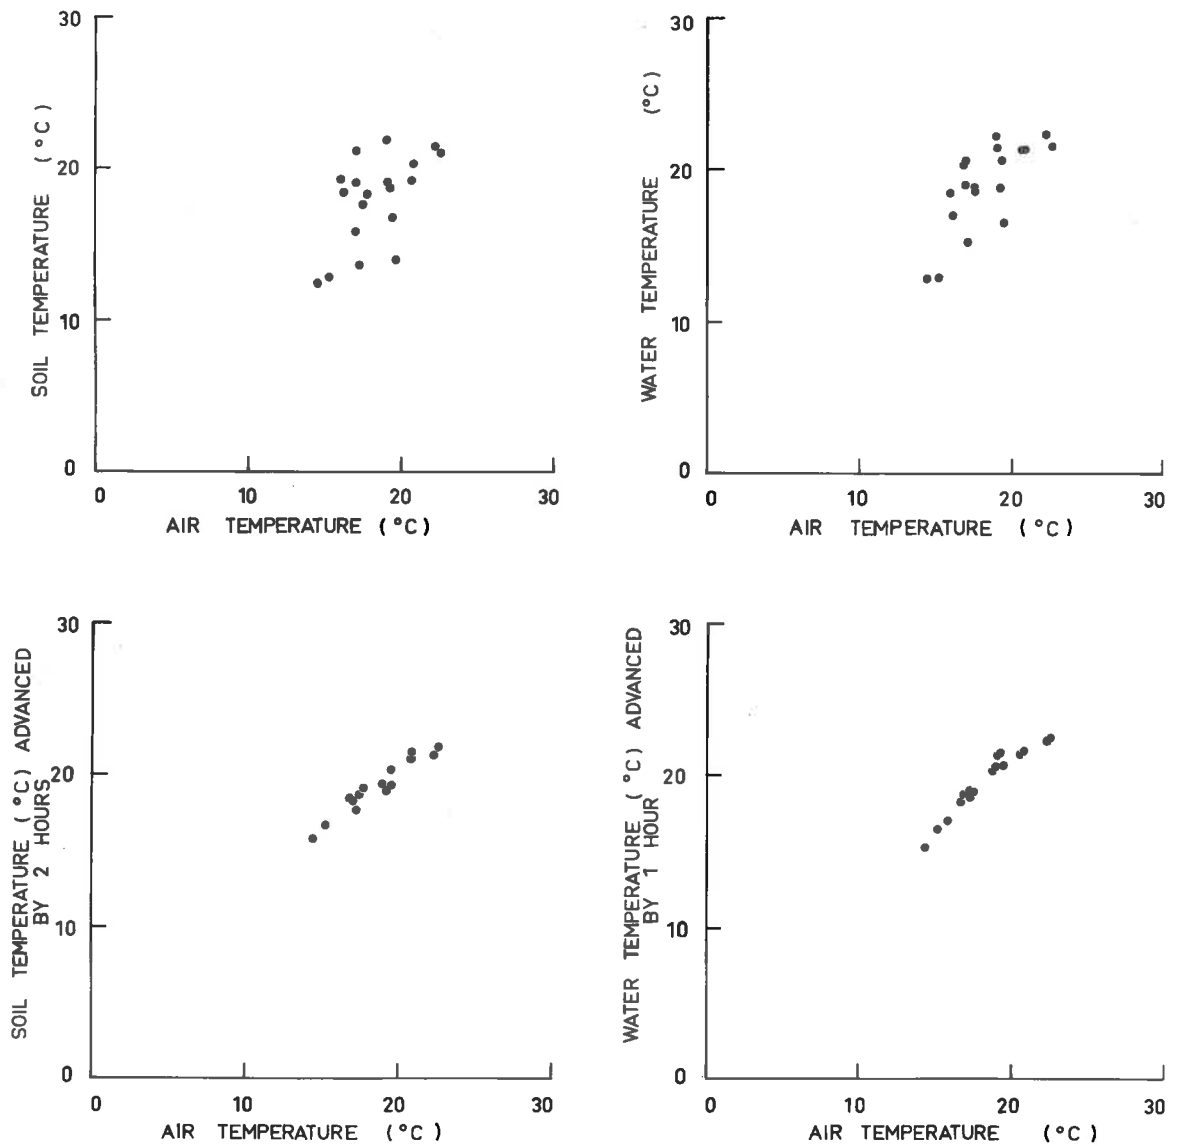 30
20
10
0
SOIL TEMPERATURE (°C)
0 10 20 30
AIR TEMPERATURE (°C)
30
20
10
0
WATER TEMPERATURE (°C)
0 10 20 30
AIR TEMPERATURE (°C)
30
20
10
0
SOIL TEMPERATURE (°C) ADVANCED
BY 2 HOURS
0 10 20 30
AIR TEMPERATURE (°C)
30
20
10
0
WATER TEMPERATURE (°C) ADVANCED
BY 1 HOUR
0 10 20 30
AIR TEMPERATURE (°C)